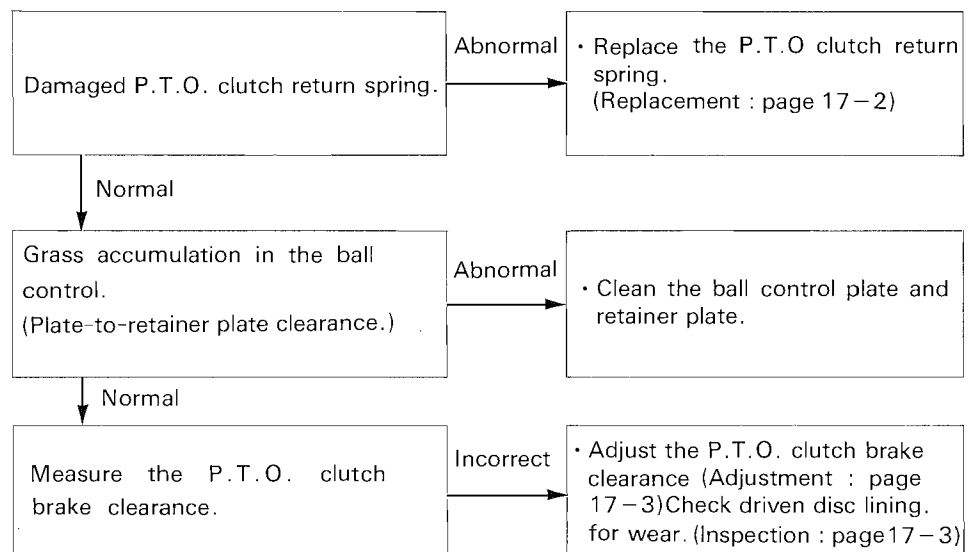 Damaged P.T.O. clutch return spring.
Abnormal
· Replace the P.T.O clutch return
spring.
(Replacement : page 17-2)
Normal
Grass accumulation in the ball
control.
(Plate-to-retainer plate clearance.)
Abnormal
· Clean the ball control plate and
retainer plate.
Normal
Measure the P.T.O. clutch
brake clearance.
Incorrect
· Adjust the P.T.O. clutch brake
clearance (Adjustment : page
17-3)Check driven disc lining.
for wear. (Inspection : page17-3)